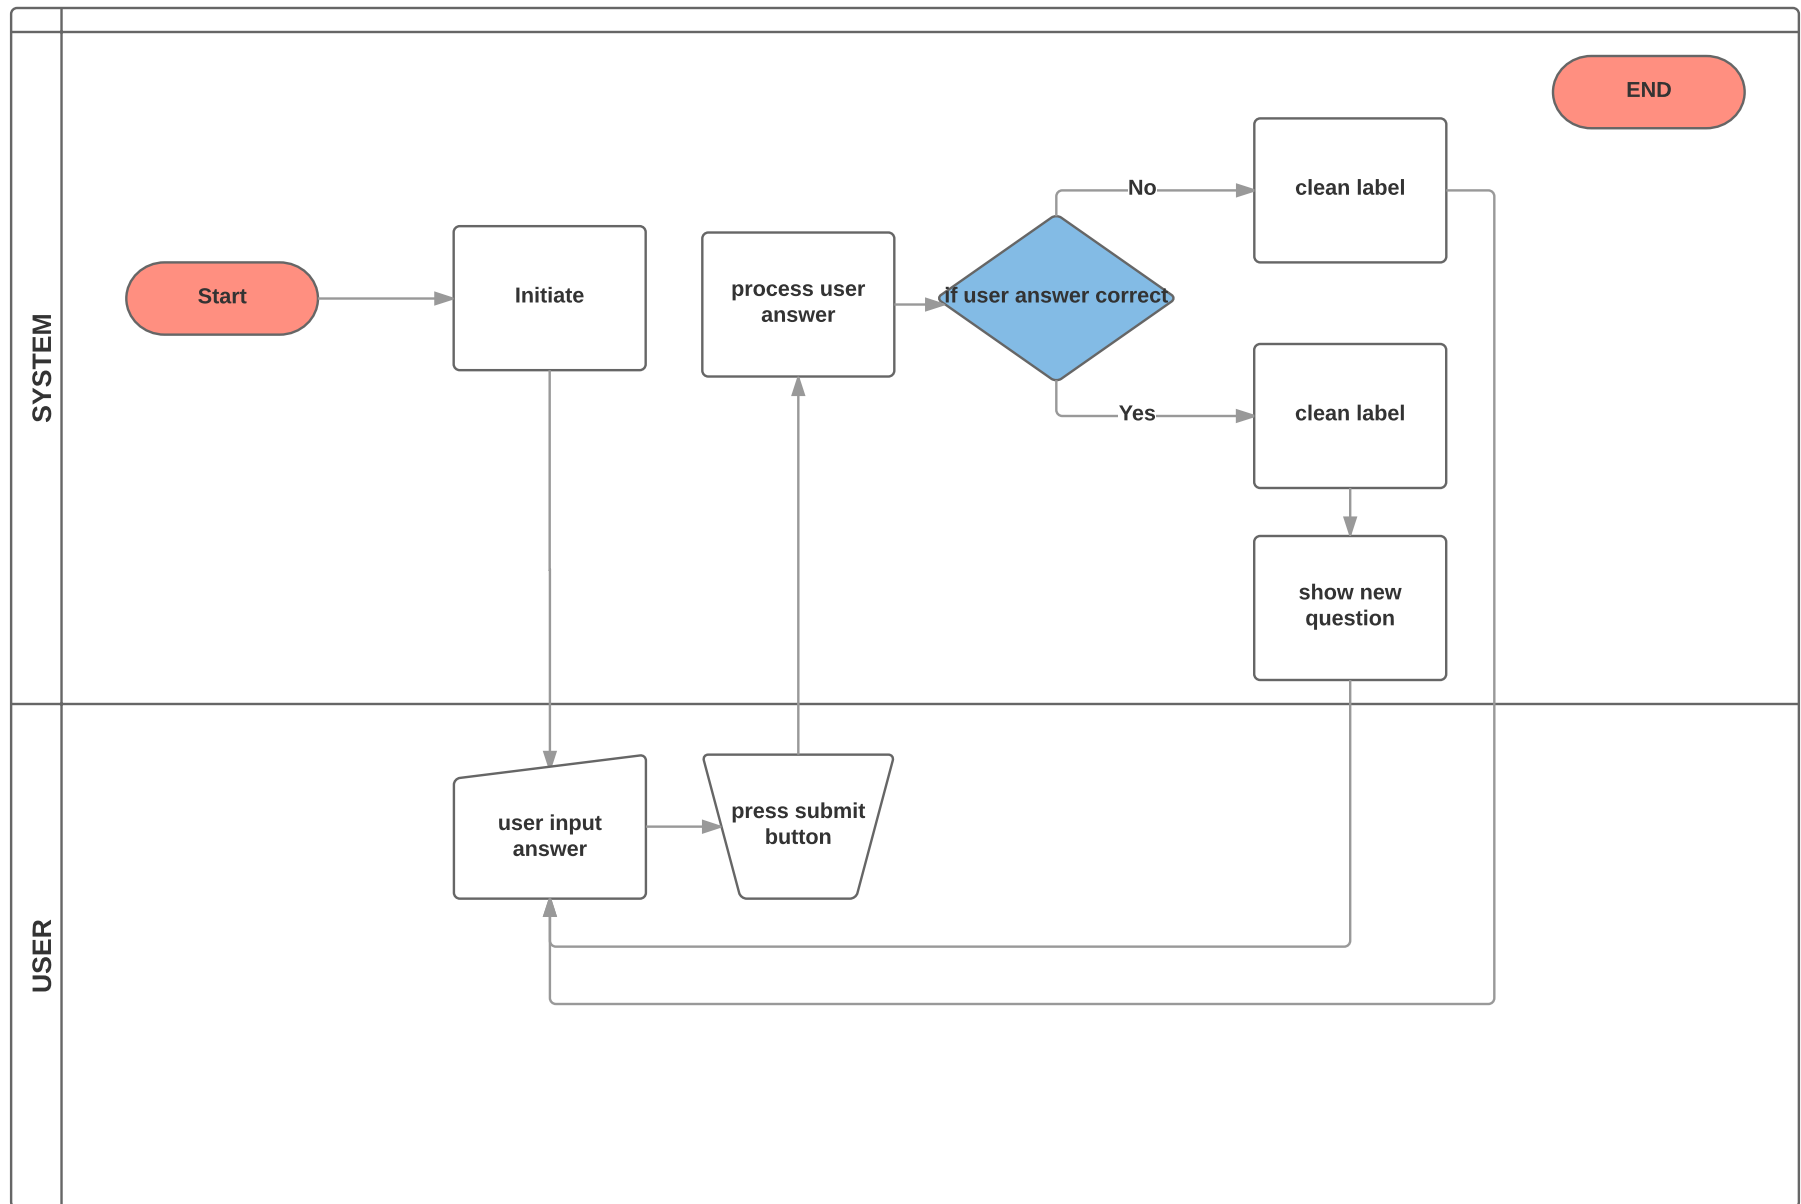 SYSTEM
END
No
clean label
Start
Initiate
process user
answer
if user answer correct
Yes
clean label
show new
question
USER
user input
answer
press submit
button